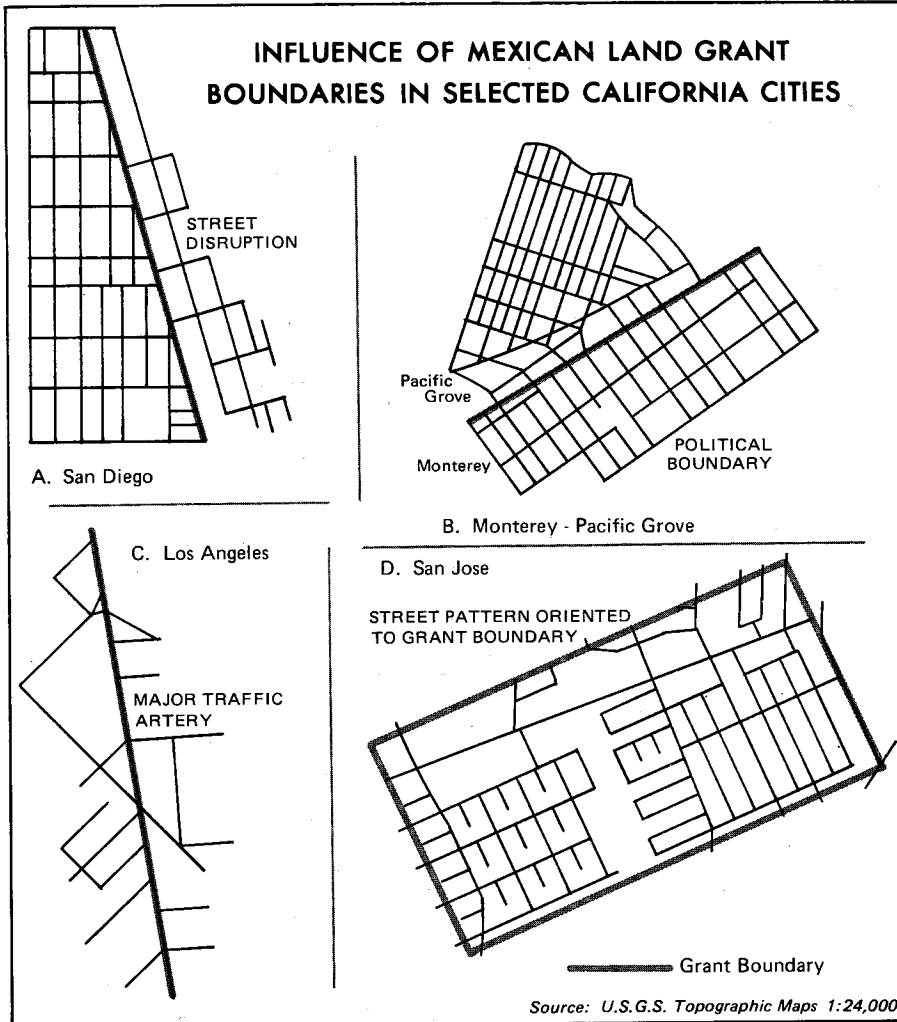 INFLUENCE OF MEXICAN LAND GRANT
BOUNDARIES IN SELECTED CALIFORNIA CITIES
STREET
DISRUPTION
A. San Diego
Pacific
Grove
Monterey
POLITICAL
BOUNDARY
B. Monterey - Pacific Grove
C. Los Angeles
MAJOR TRAFFIC
ARTERY
D. San Jose
STREET PATTERN ORIENTED
TO GRANT BOUNDARY
Grant Boundary
Source: U.S.G.S. Topographic Maps 1:24,000